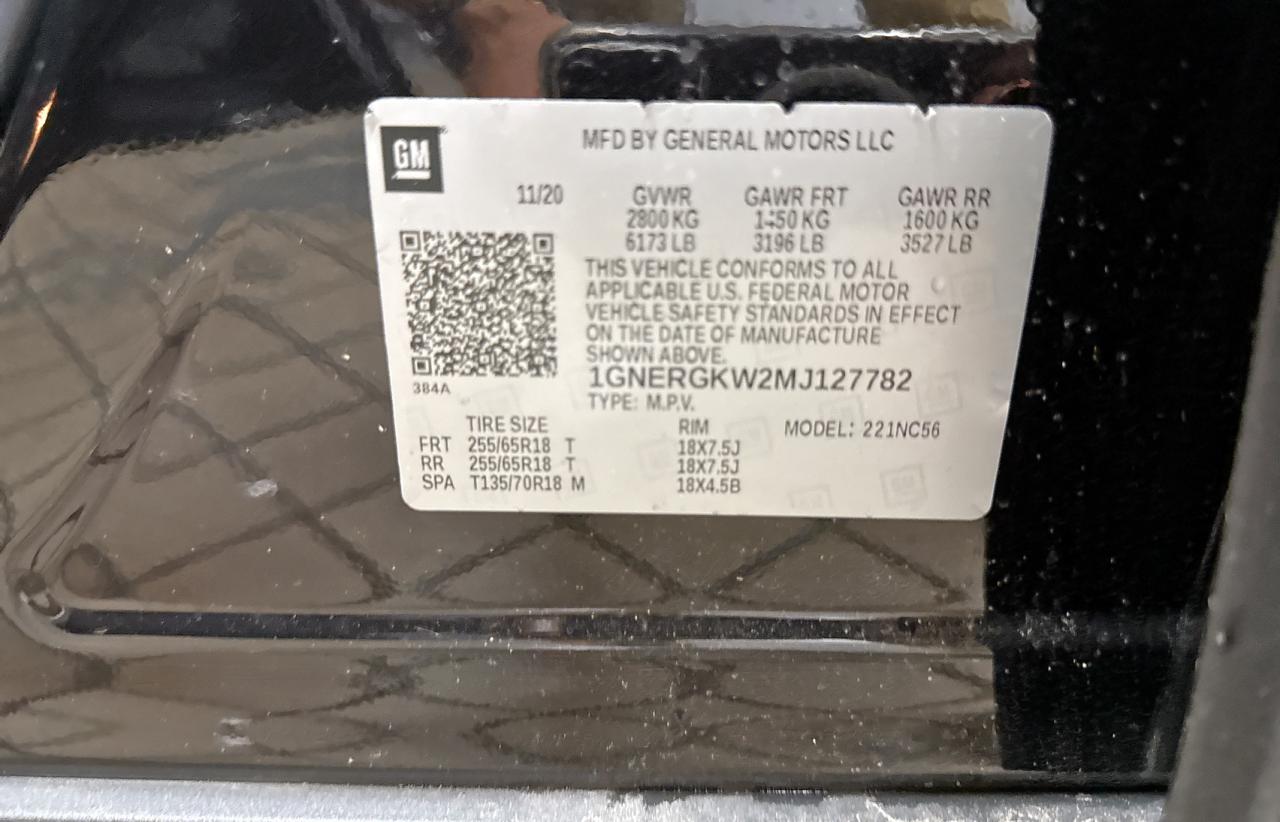 GM
MFD BY GENERAL MOTORS LLC
11/20 GVWR GAWR FRT GAWR RR
2800 KG 1450 KG 1600 KG
6173 LB 3196 LB 3527 LB
THIS VEHICLE CONFORMS TO ALL
APPLICABLE U.S. FEDERAL MOTOR
VEHICLE SAFETY STANDARDS IN EFFECT
ON THE DATE OF MANUFACTURE
SHOWN ABOVE.
1GNERGKW2MJ127782
TYPE: M.P.V.
384A
TIRE SIZE RIM MODEL: 221NC56
FRT 255/65R18 T 18X7.5J
RR 255/65R18 T 18X7.5J
SPA T135/70R18 M 18X4.5B